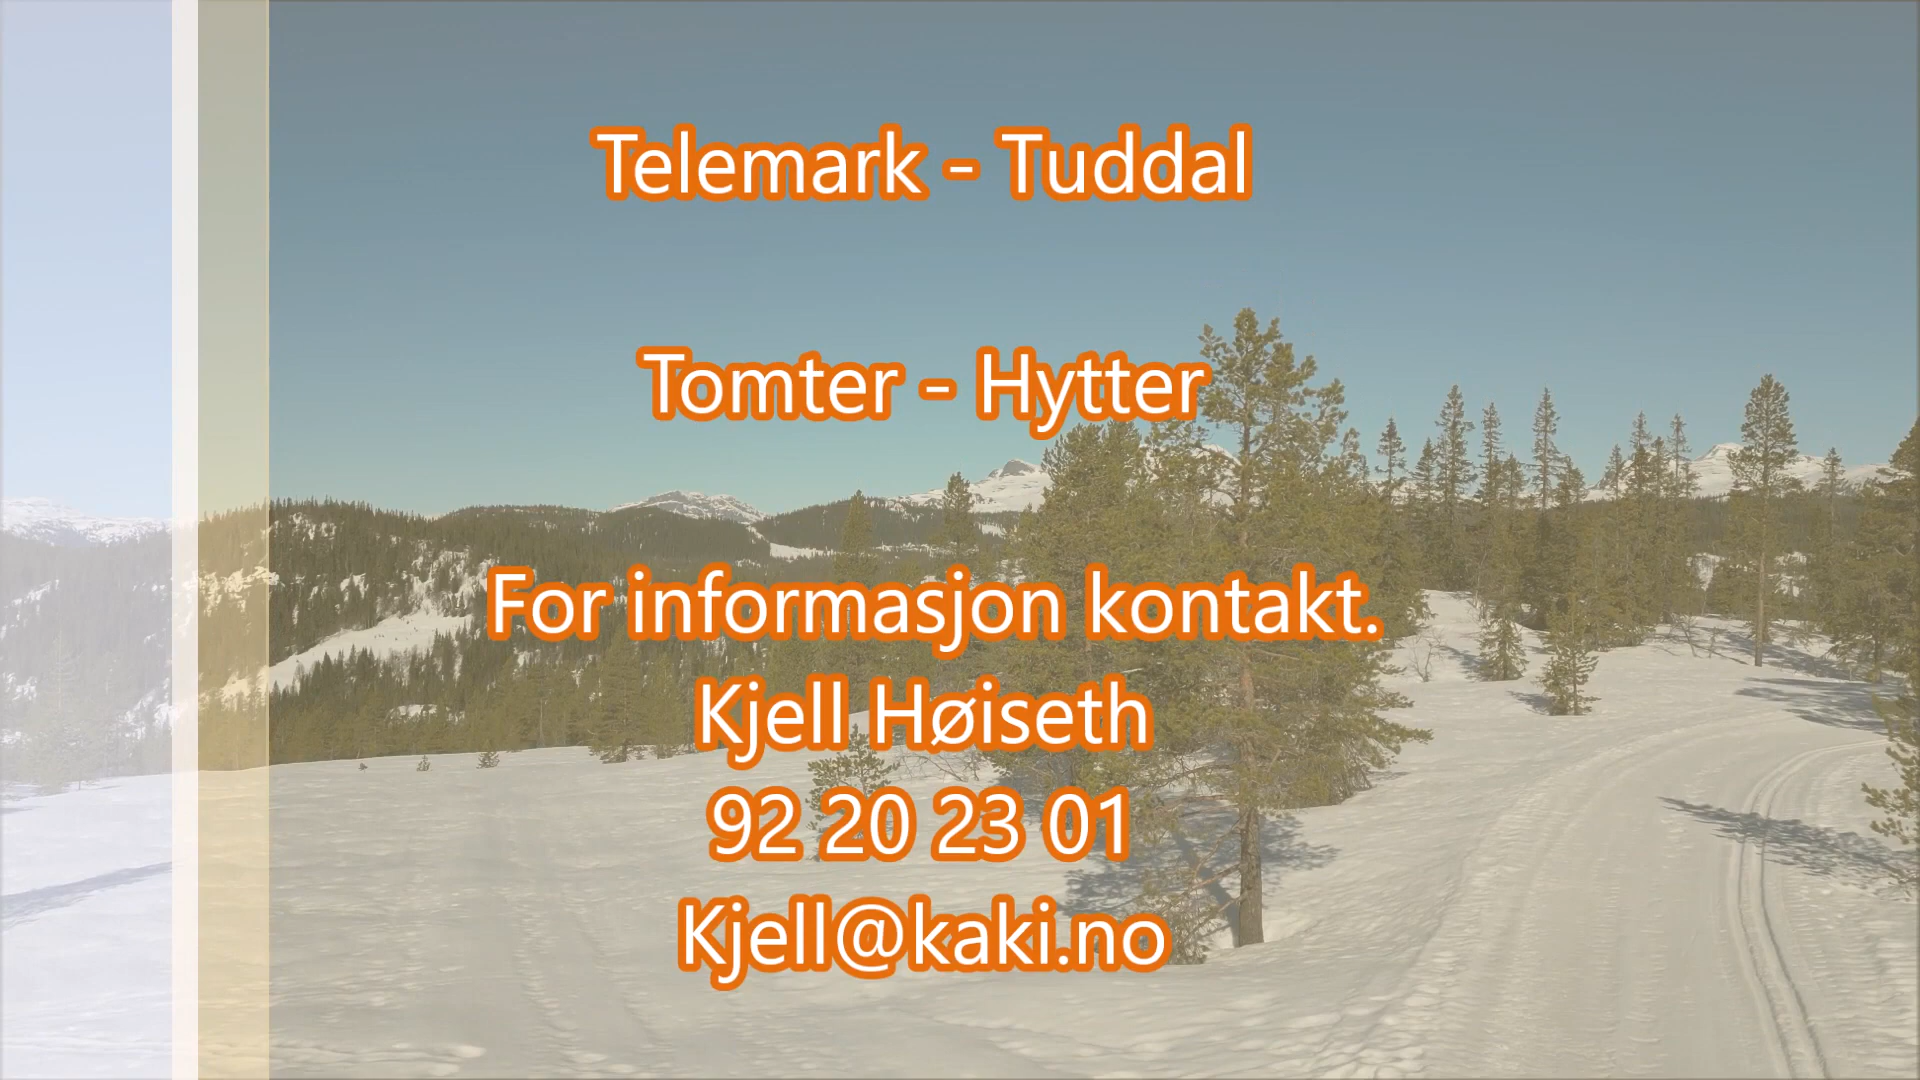 Telemark - Tuddal
Tomter - Hytter
For informasjon kontakt.
Kjell Høiseth
92 20 23 01
Kjell@kaki.no